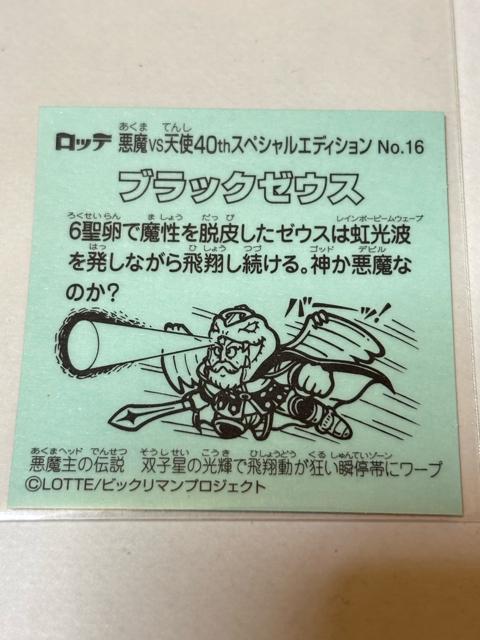 ロッテ 悪魔VS天使40thスペシャルエディション No.16
ブラックゼウス
6聖卵で魔性を脱皮したゼウスは虹光波
を発しながら飛翔し続ける。神か悪魔な
のか?
バ!
悪魔主の伝説 双子星の光輝で飛翔動が狂い瞬停帯にワープ
©LOTTE/ビックリマンプロジェクト